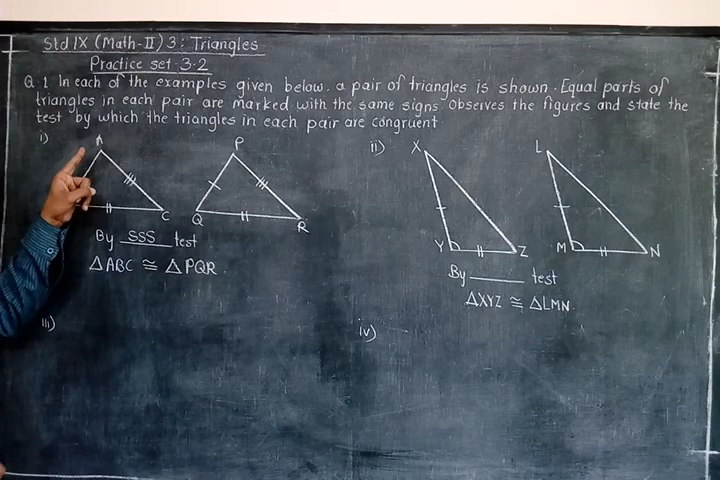 Std IX (Math-II) 3: Triangles
Practice set 3.2
Q.1 In each of the examples given below, a pair of triangles is shown. Equal parts of
triangles in each pair are marked with the same signs. Observes the figures and state the
test by which the triangles in each pair are congruent
i)
A
C
P
Q
R
By SSS test
△ABC ≅ △PQR.
ii)
X
Y
Z
L
M
N
By ______ test
△XYZ ≅ △LMN.
iii)
iv)